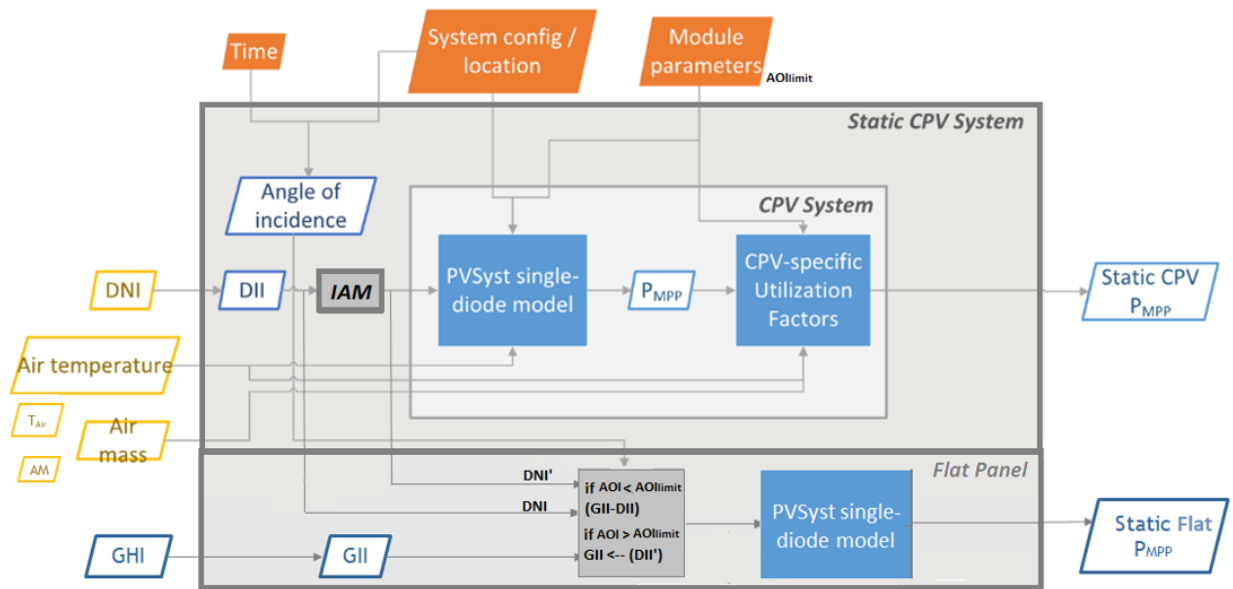 Time
System config /
location
Module
parameters
AOIlimit
Static CPV System
Angle of
incidence
CPV System
DNI
DII
IAM
PVSyst single-
diode model
PMPP
CPV-specific
Utilization
Factors
Static CPV
PMPP
Air temperature
TAir
Air
mass
AM
Flat Panel
DNI'
DNI
if AOI < AOIlimit
(GII-DII)
if AOI > AOIlimit
GII <-- (DII')
PVSyst single-
diode model
Static Flat
PMPP
GHI
GII